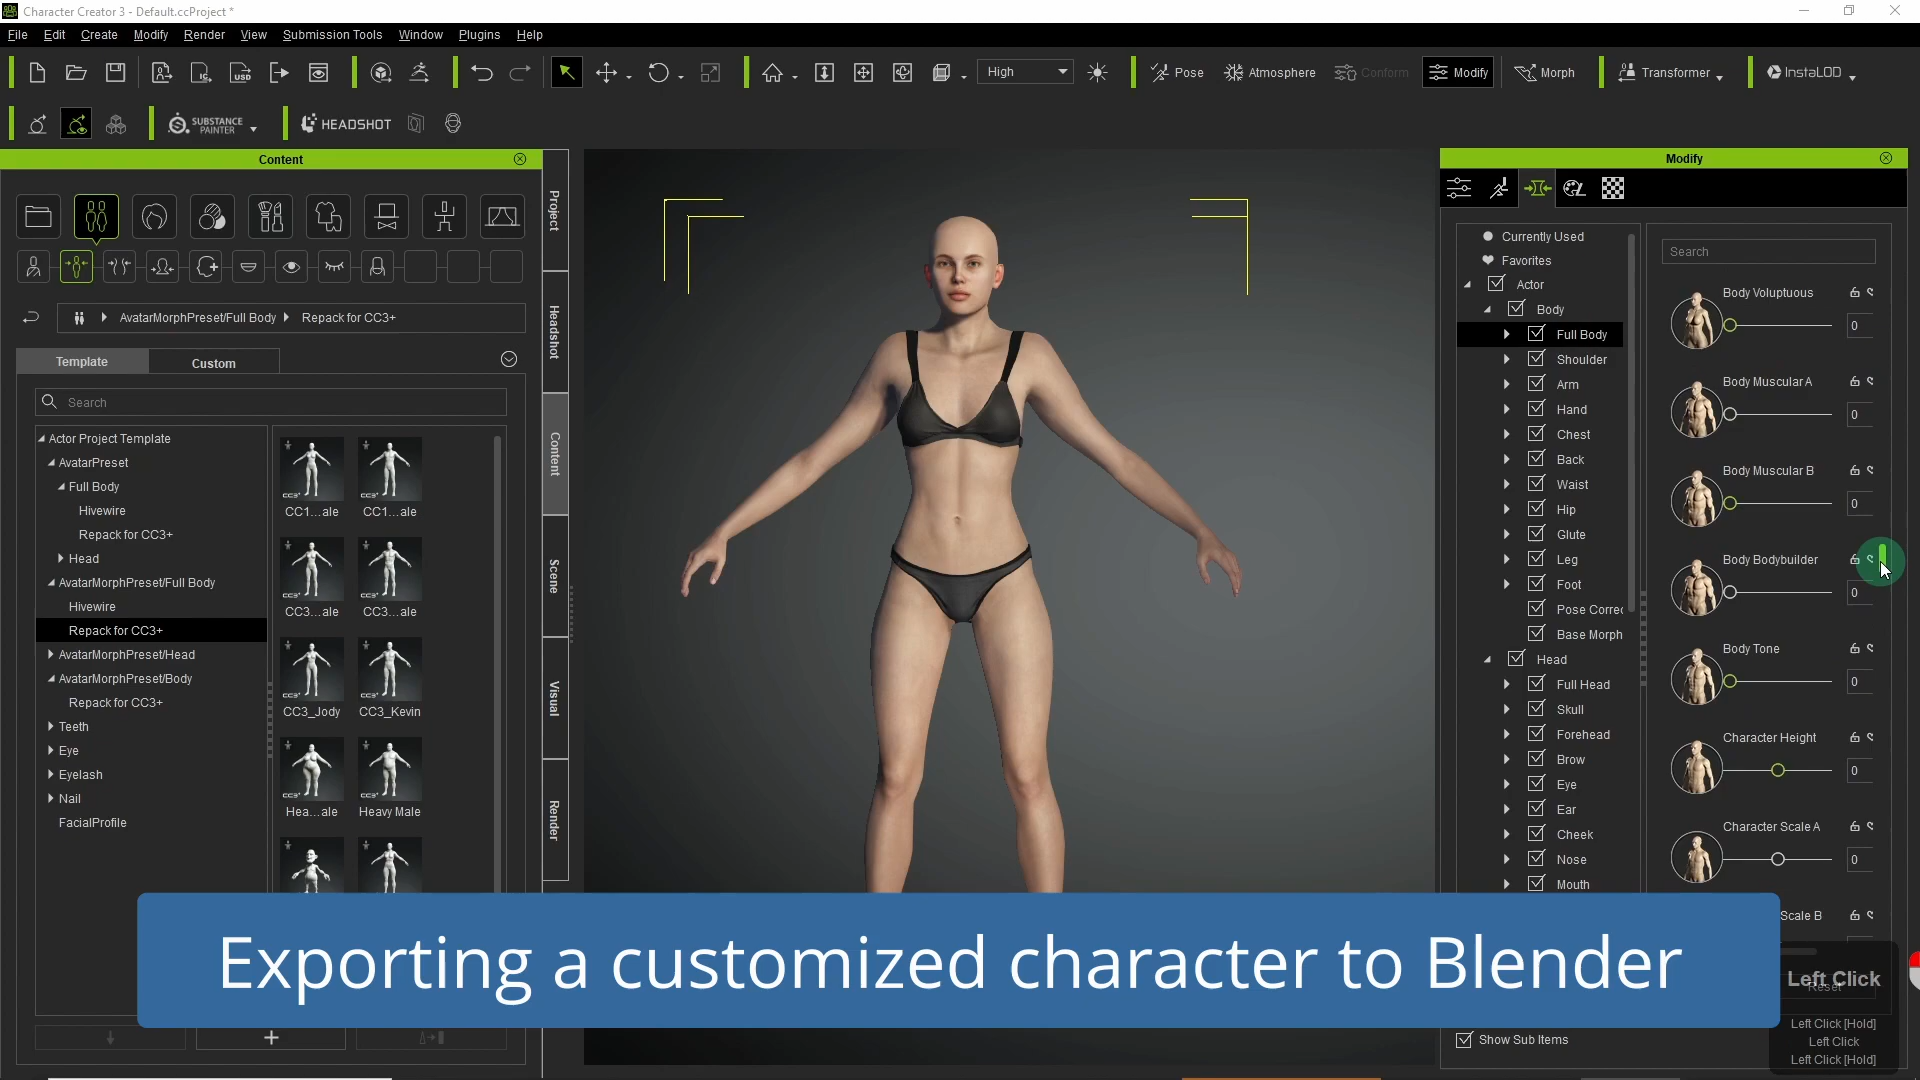 Character Creator 3 - Default.ccProject *
File Edit Create Modify Render View Submission Tools Window Plugins Help
High
Pose
Atmosphere
Conform
Modify
Morph
Transformer
InstaLOD
SUBSTANCE
PAINTER
HEADSHOT
Content
AvatarMorphPreset/Full Body
Repack for CC3+
Template
Custom
Search
Actor Project Template
AvatarPreset
Full Body
Hivewire
Repack for CC3+
Head
AvatarMorphPreset/Full Body
Hivewire
Repack for CC3+
AvatarMorphPreset/Head
AvatarMorphPreset/Body
Repack for CC3+
Teeth
Eye
Eyelash
Nail
FacialProfile
CC1...ale
CC1...ale
CC3...ale
CC3...ale
CC3_Jody
CC3_Kevin
Hea...ale
Heavy Male
Project
Headshot
Content
Scene
Visual
Render
Modify
Currently Used
Favorites
Actor
Body
Full Body
Shoulder
Arm
Hand
Chest
Back
Waist
Hip
Glute
Leg
Foot
Pose Correc
Base Morph
Head
Full Head
Skull
Forehead
Brow
Eye
Ear
Cheek
Nose
Mouth
Show Sub Items
Search
Body Voluptuous
0
Body Muscular A
0
Body Muscular B
0
Body Bodybuilder
0
Body Tone
0
Character Height
0
Character Scale A
0
Scale B
Reset
Exporting a customized character to Blender
Left Click
Left Click [Hold]
Left Click
Left Click [Hold]